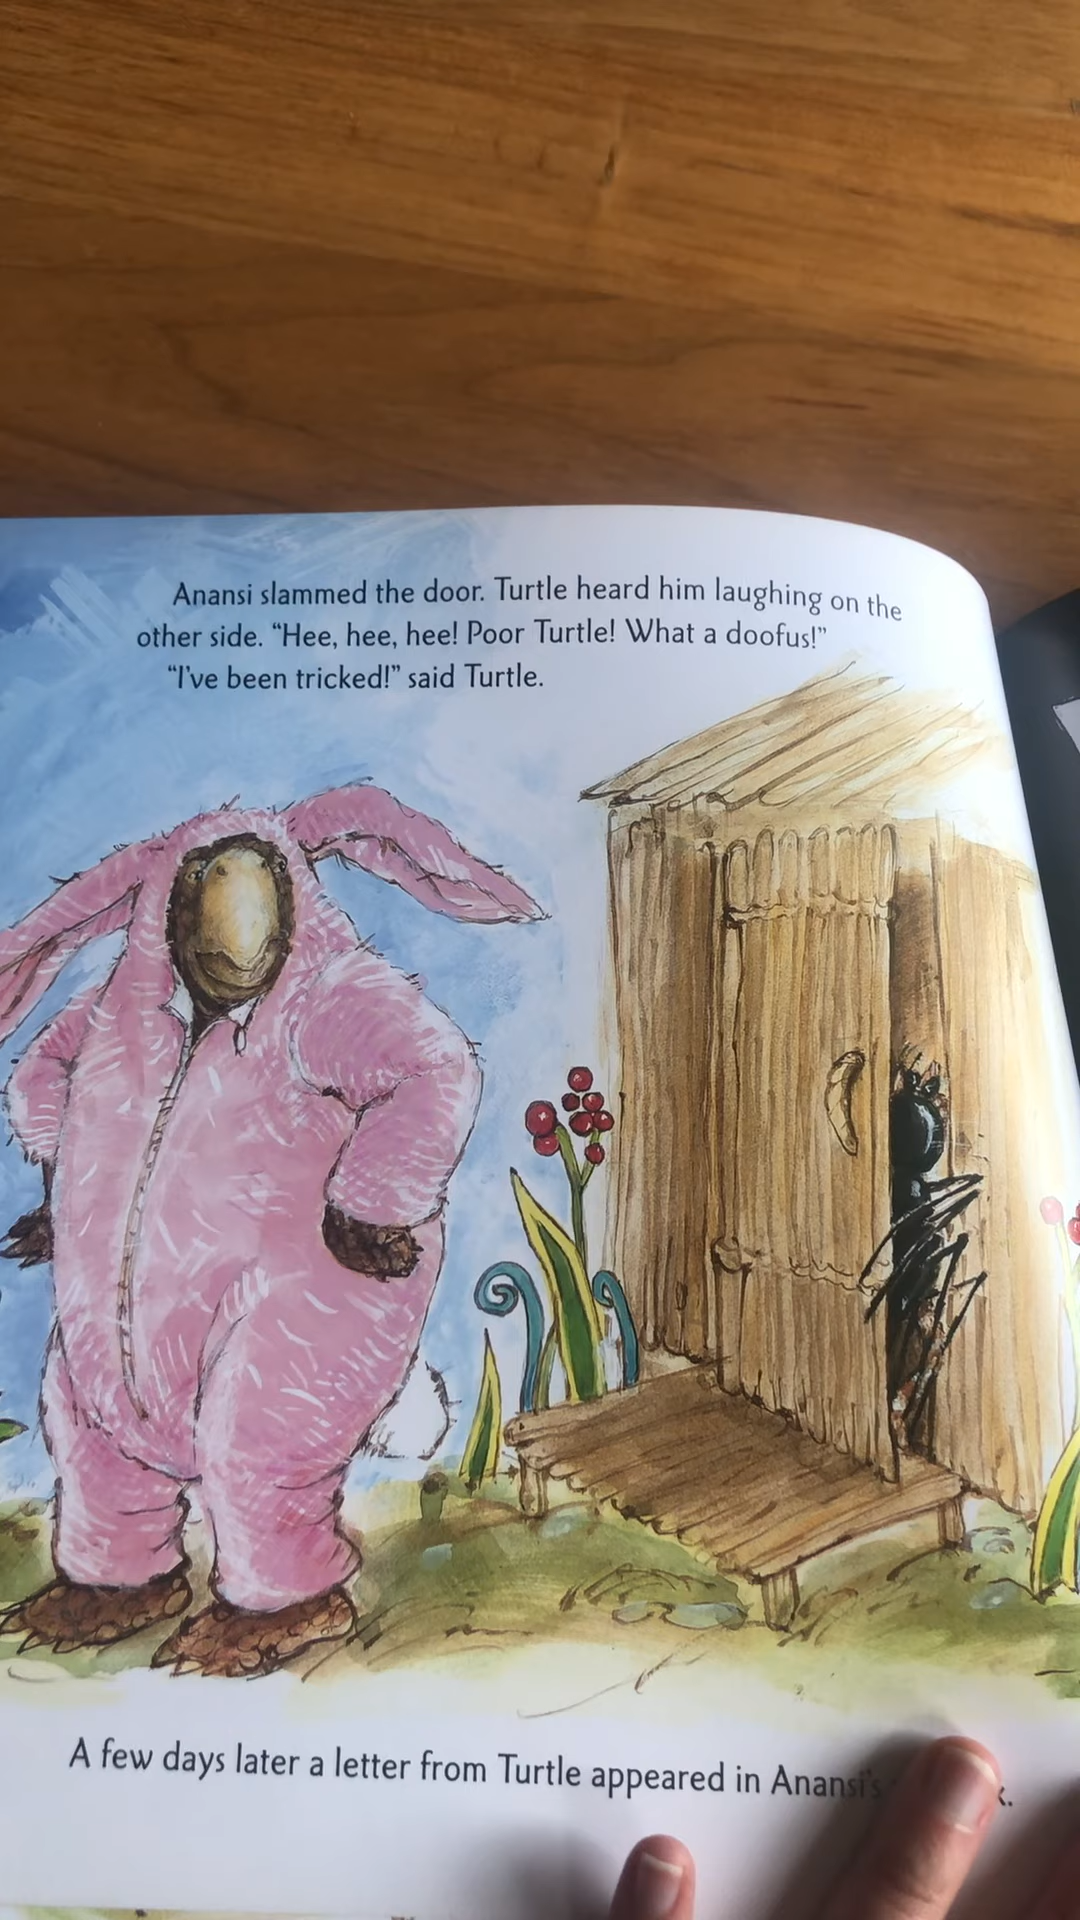 Anansi slammed the door. Turtle heard him laughing on the
other side. “Hee, hee, hee! Poor Turtle! What a doofus!”
“I’ve been tricked!” said Turtle.
A few days later a letter from Turtle appeared in Anansi’s